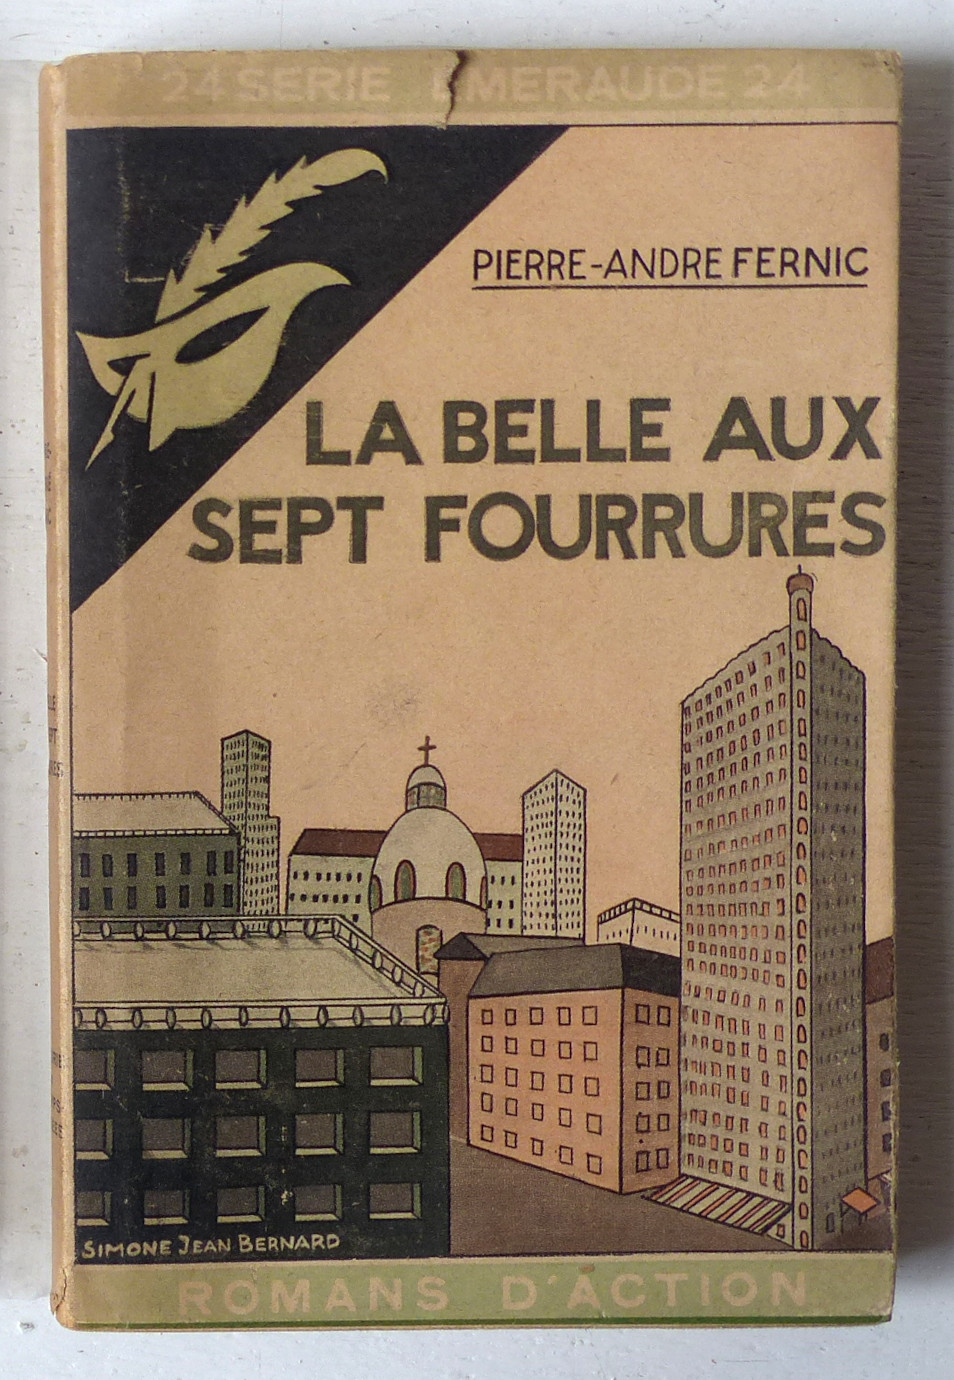 24 SERIE EMERAUDE 24
PIERRE-ANDRE FERNIC
LA BELLE AUX
SEPT FOURRURES
SIMONE JEAN BERNARD
ROMANS D'ACTION